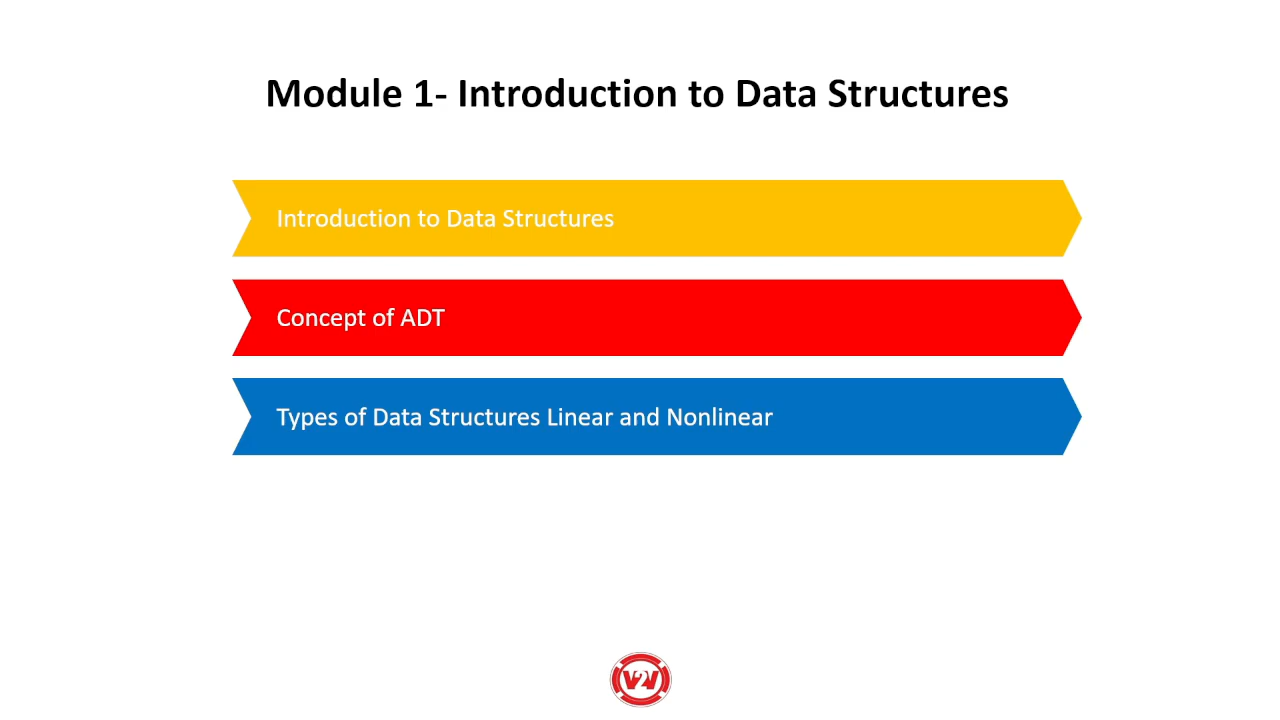 Module 1- Introduction to Data Structures
Introduction to Data Structures
Concept of ADT
Types of Data Structures Linear and Nonlinear
V2V